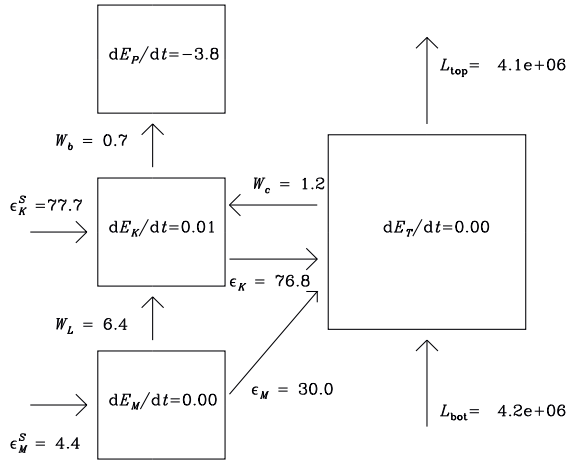 dE_P/dt=−3.8
L_top= 4.1e+06
W_b = 0.7
W_c = 1.2
ϵ_K^S =77.7
dE_K/dt=0.01
dE_T/dt=0.00
ϵ_K = 76.8
W_L = 6.4
dE_M/dt=0.00
ϵ_M = 30.0
L_bot= 4.2e+06
ϵ_M^S = 4.4